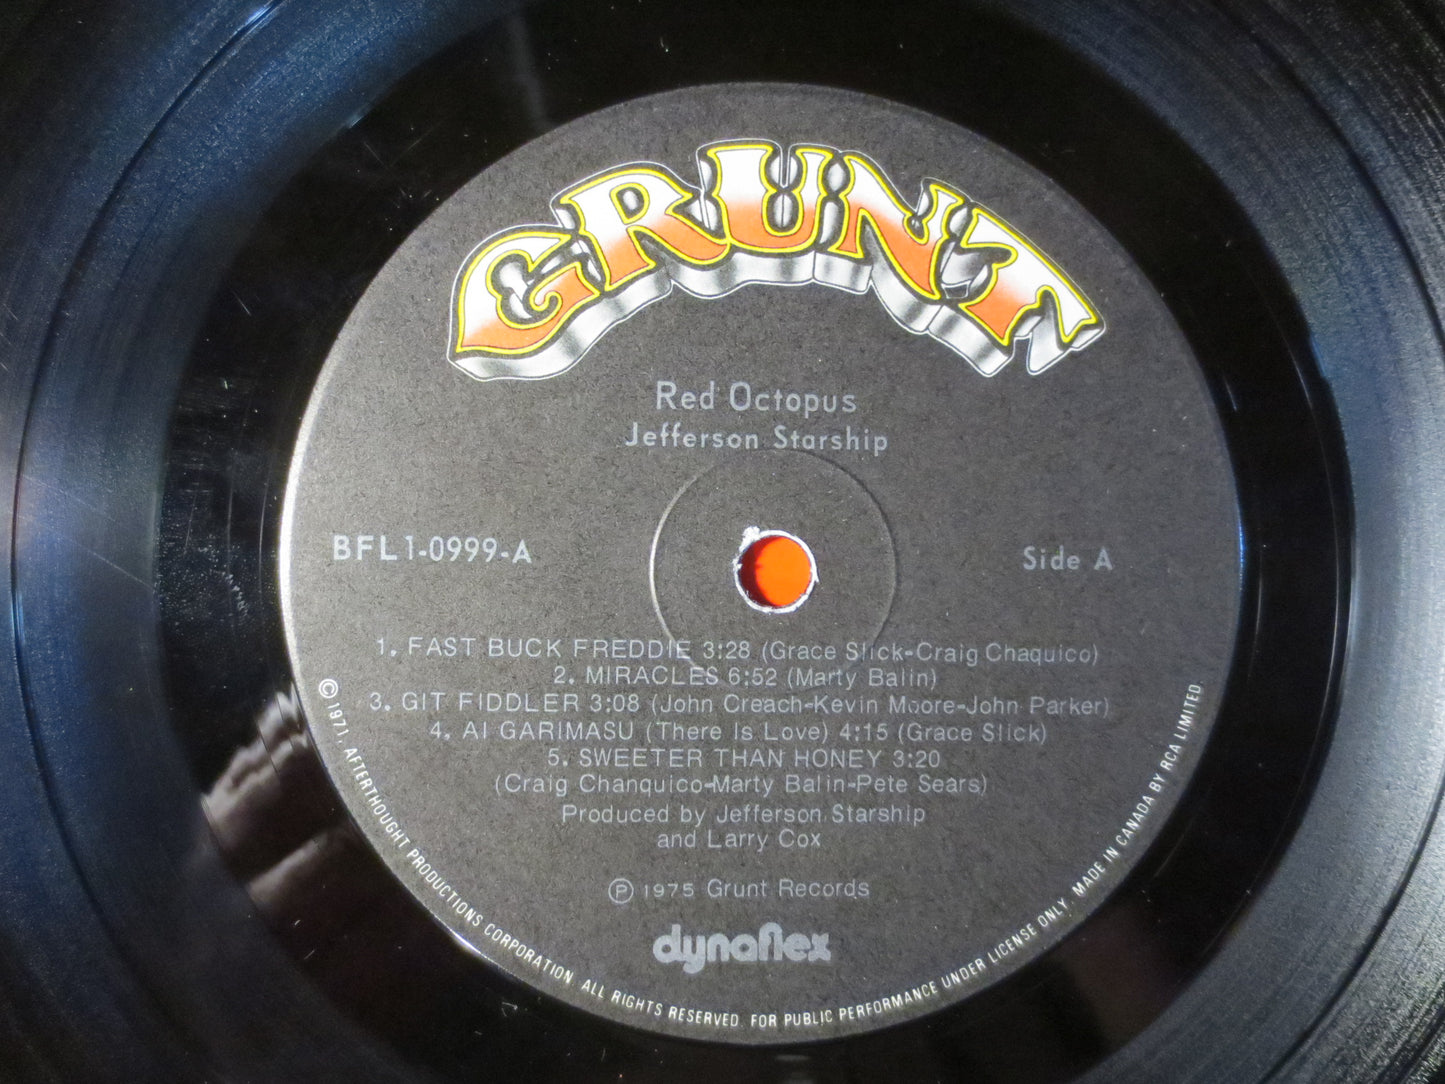 GRUNT
Red Octopus
Jefferson Starship
BFL1-0999-A
Side A
1. FAST BUCK FREDDIE 3:28 (Grace Slick-Craig Chaquico)
2. MIRACLES 6:52 (Marty Balin)
3. GIT FIDDLER 3:08 (John Creach-Kevin Moore-John Parker)
4. AI GARIMASU (There Is Love) 4:15 (Grace Slick)
5. SWEETER THAN HONEY 3:20
(Craig Chanquico-Marty Balin-Pete Sears)
Produced by Jefferson Starship
and Larry Cox
Ⓟ 1975 Grunt Records
dynaflex
© 1971, AFTERTHOUGHT PRODUCTIONS CORPORATION. ALL RIGHTS RESERVED. FOR PUBLIC PERFORMANCE UNDER LICENSE ONLY. MADE IN CANADA BY RCA LIMITED.